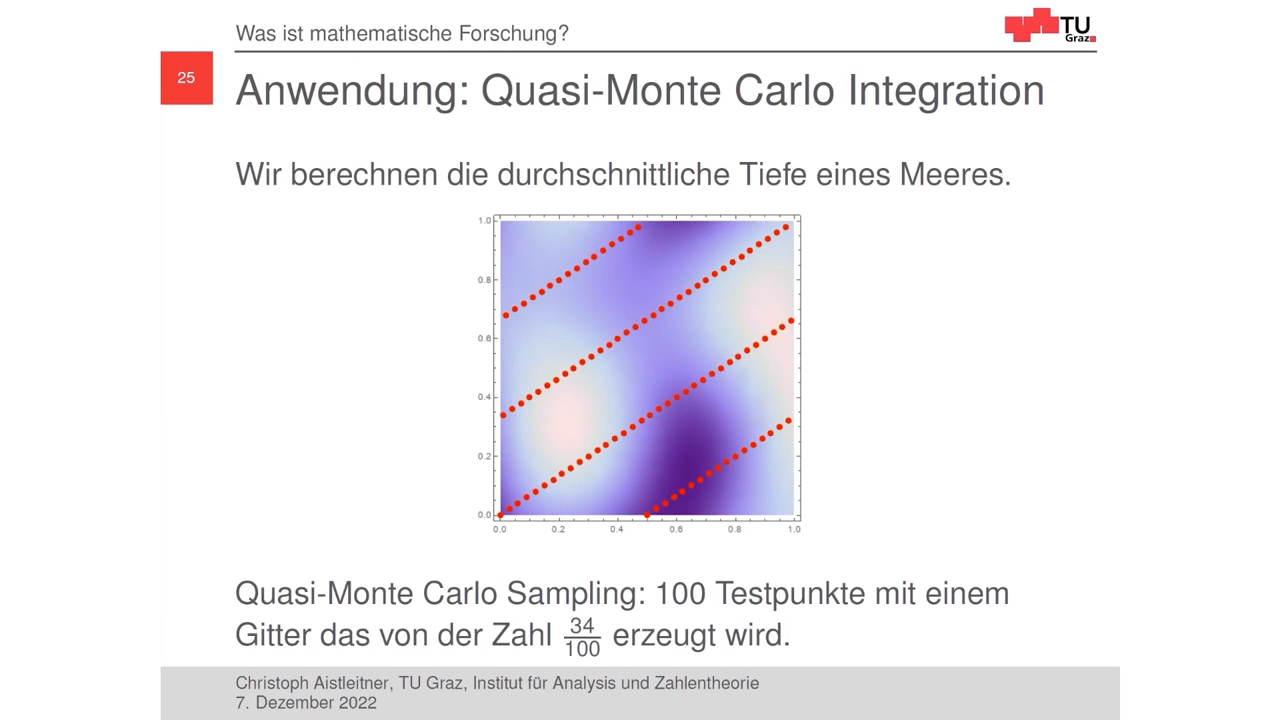 Was ist mathematische Forschung?
TU
Graz
25
Anwendung: Quasi-Monte Carlo Integration
Wir berechnen die durchschnittliche Tiefe eines Meeres.
1.0
0.8
0.6
0.4
0.2
0.0
0.0 0.2 0.4 0.6 0.8 1.0
Quasi-Monte Carlo Sampling: 100 Testpunkte mit einem
Gitter das von der Zahl 34/100 erzeugt wird.
Christoph Aistleitner, TU Graz, Institut für Analysis und Zahlentheorie
7. Dezember 2022